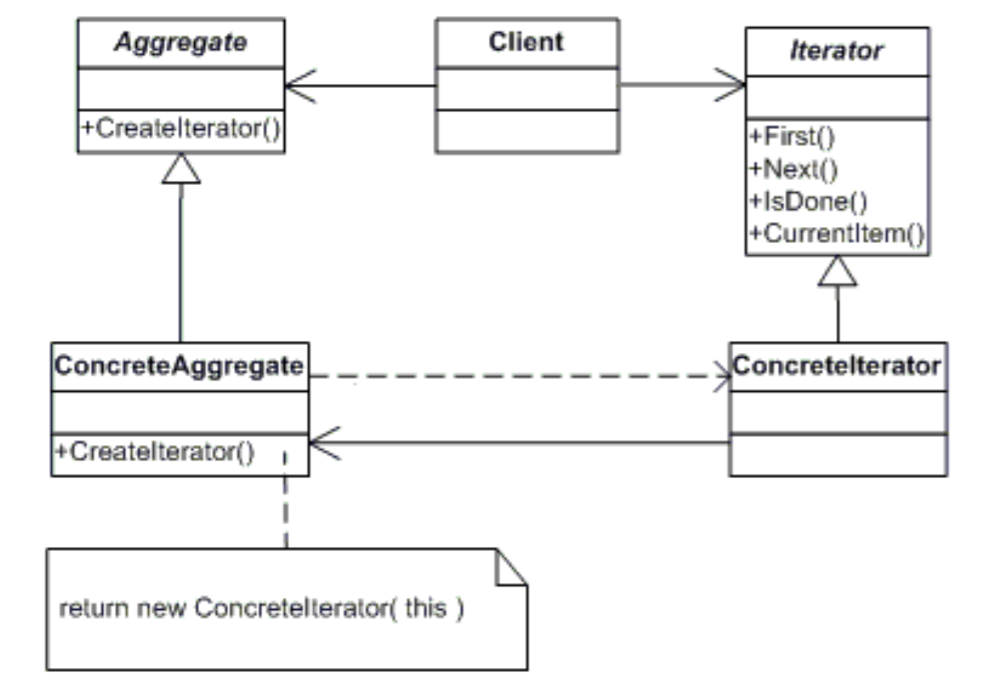 Aggregate
+CreateIterator()
Client
Iterator
+First()
+Next()
+IsDone()
+CurrentItem()
ConcreteAggregate
+CreateIterator()
ConcreteIterator
return new ConcreteIterator( this )